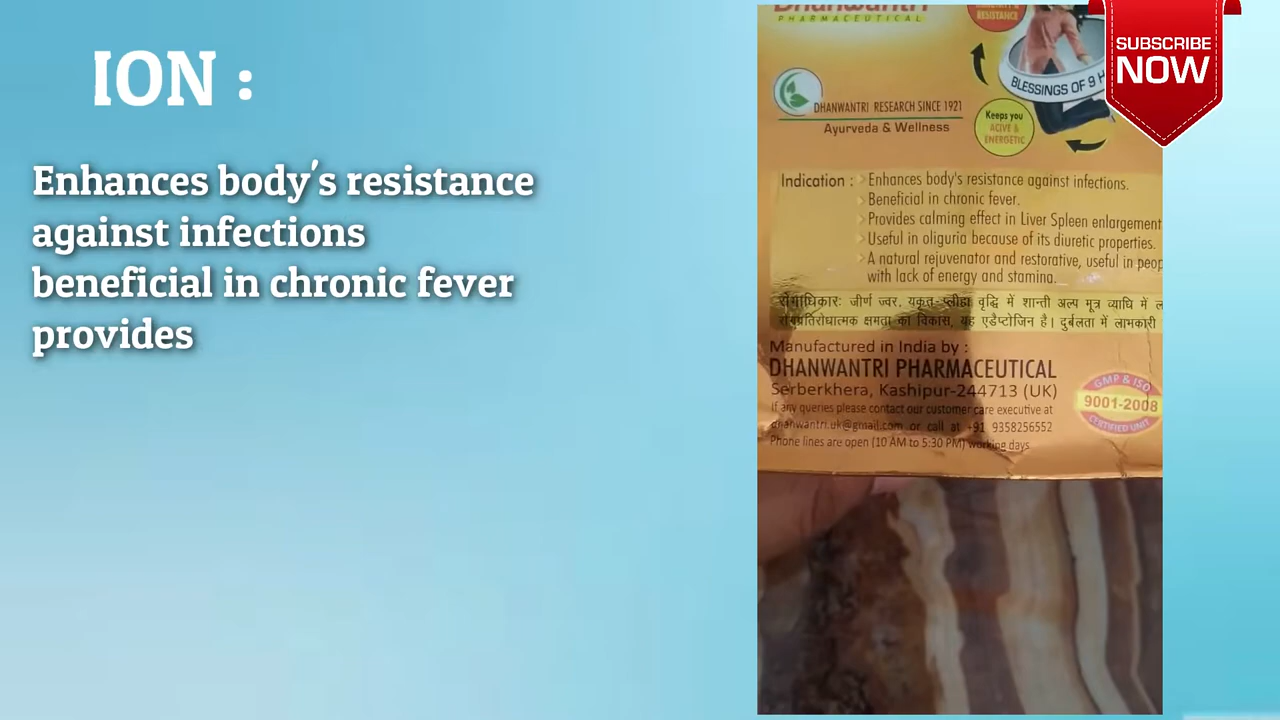 ION :
Enhances body's resistance
against infections
beneficial in chronic fever
provides
PHARMACEUTICAL
RESISTANCE
BLESSINGS OF 9 H
SUBSCRIBE
NOW
DHANWANTRI RESEARCH SINCE 1921
Ayurveda & Wellness
Keeps you
ACIVE &
ENERGETIC
Indication : Enhances body's resistance against infections.
Beneficial in chronic fever.
Provides calming effect in Liver Spleen enlargement
Useful in oliguria because of its diuretic properties.
A natural rejuvenator and restorative, useful in peop
with lack of energy and stamina.
रोगाधिकारः जीर्ण ज्वर, यकृत प्लीहा वृद्धि में शान्ती अल्प मूत्र व्याधि में ल
रोगप्रतिरोधात्मक क्षमता का विकास, यह एडैप्टोजिन है। दुर्बलता में लाभकारी
Manufactured in India by :
DHANWANTRI PHARMACEUTICAL
Serberkhera, Kashipur-244713 (UK)
If any queries please contact our customer care executive at
dhanwantri.uk@gmail.com or call at +91 9358256552
Phone lines are open (10 AM to 5:30 PM) working days
GMP & ISO
9001-2008
CERTIFIED UNIT